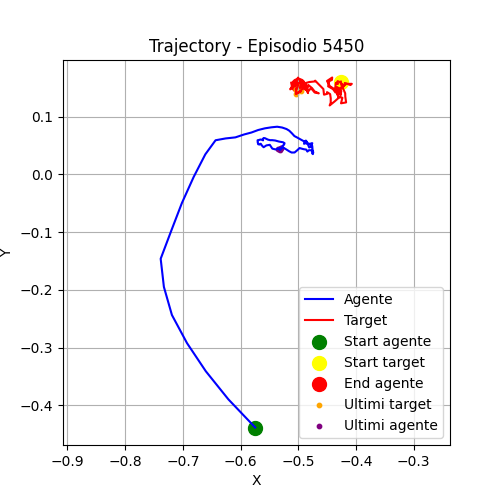 Trajectory - Episodio 5450
0.1
0.0
−0.1
−0.2
−0.3
−0.4
Y
−0.9
−0.8
−0.7
−0.6
−0.5
−0.4
−0.3
X
Agente
Target
Start agente
Start target
End agente
Ultimi target
Ultimi agente